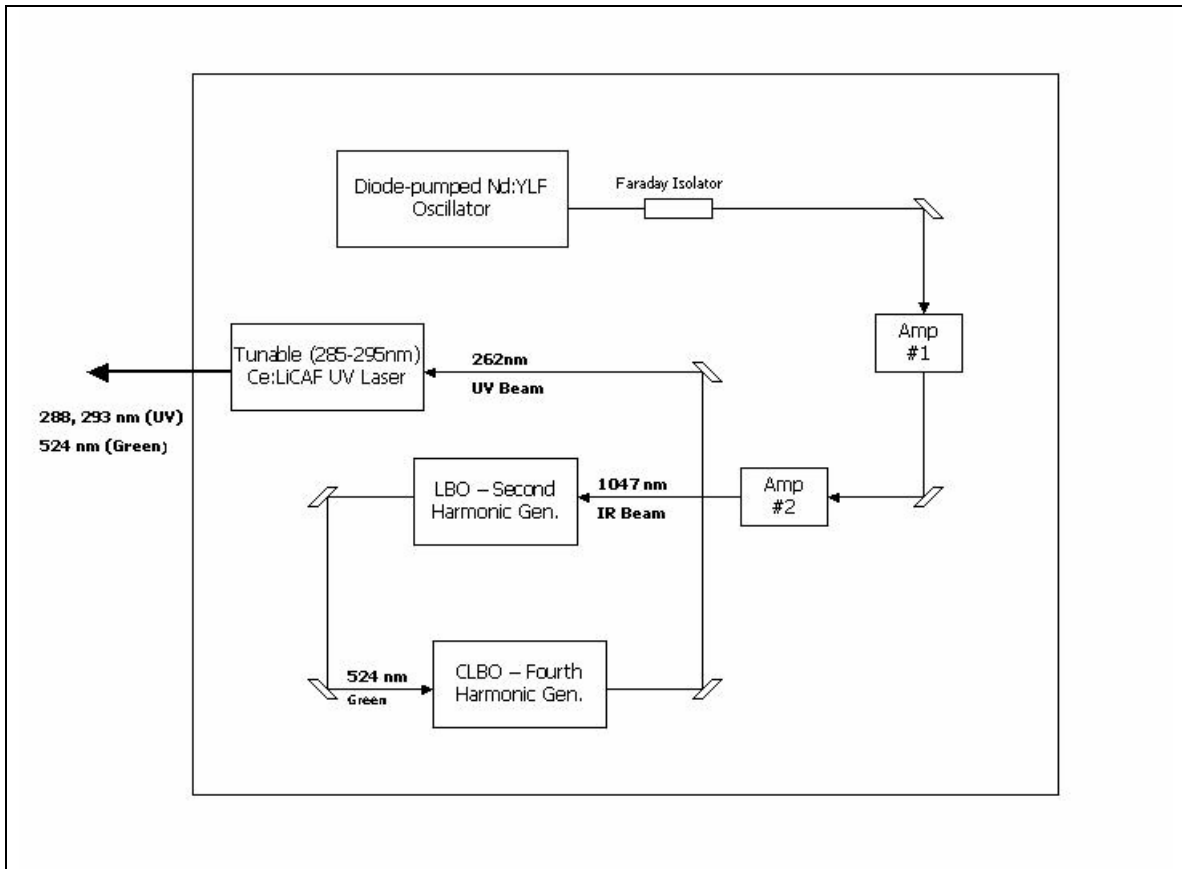 Diode-pumped Nd:YLF
Oscillator
Faraday Isolator
Amp
#1
Tunable (285-295nm)
Ce:LiCAF UV Laser
262nm
UV Beam
288, 293 nm (UV)
524 nm (Green)
LBO – Second
Harmonic Gen.
1047 nm
IR Beam
Amp
#2
524 nm
Green
CLBO – Fourth
Harmonic Gen.